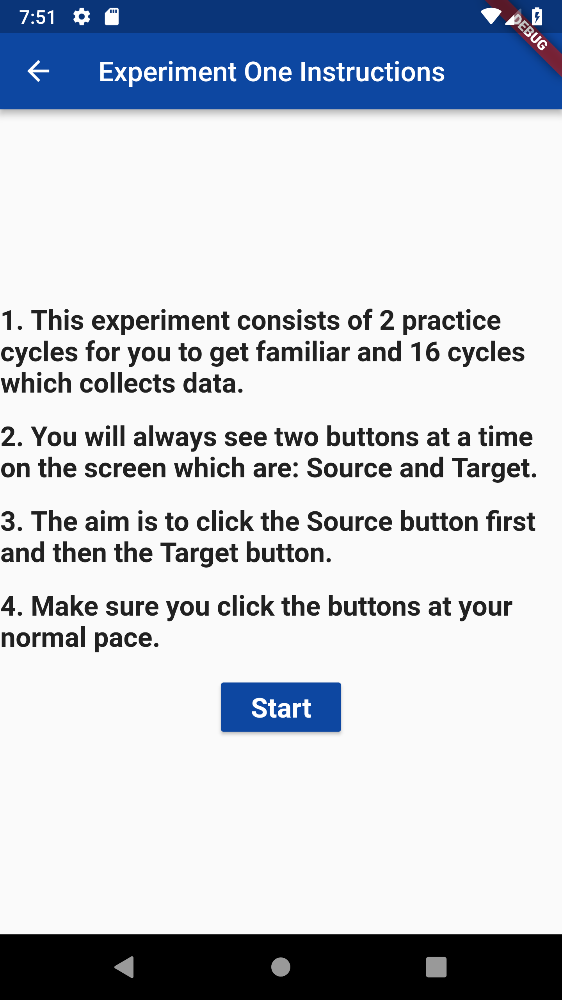 7:51
DEBUG
Experiment One Instructions
1. This experiment consists of 2 practice
cycles for you to get familiar and 16 cycles
which collects data.
2. You will always see two buttons at a time
on the screen which are: Source and Target.
3. The aim is to click the Source button first
and then the Target button.
4. Make sure you click the buttons at your
normal pace.
Start